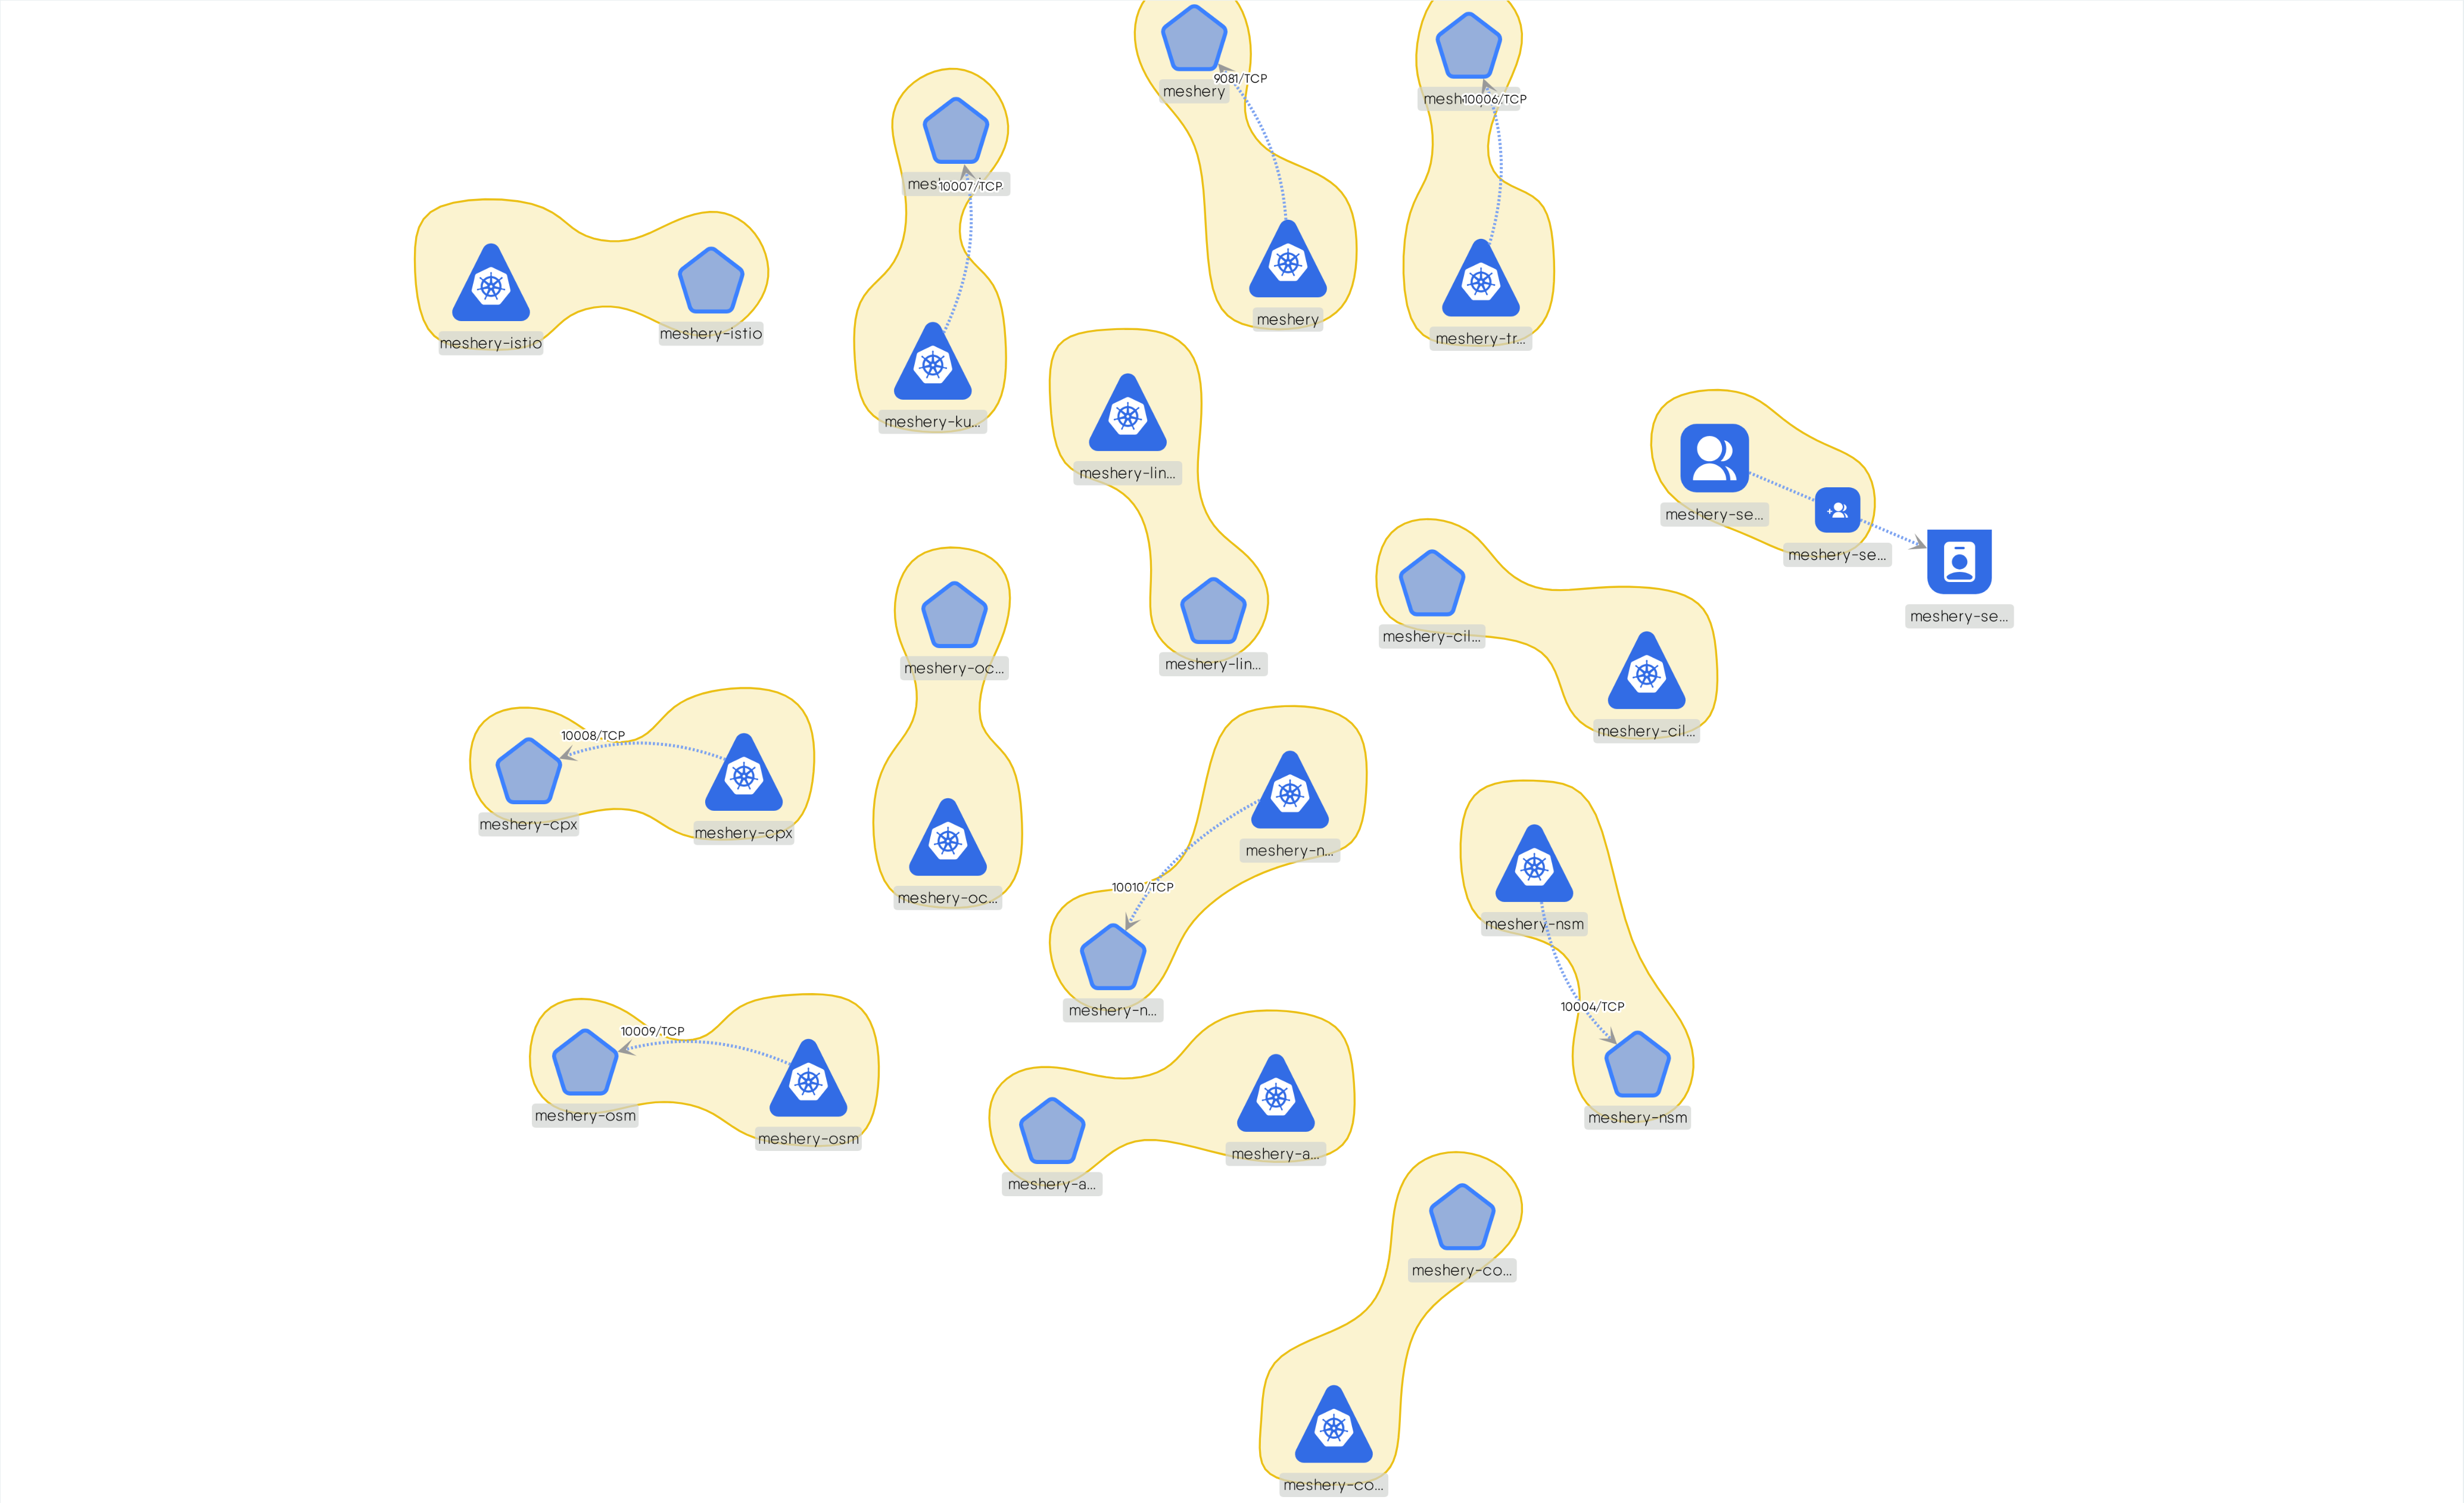 9081/TCP
meshery
10006/TCP
10007/TCP
meshery
meshery-istio
meshery-istio
meshery-tr...
meshery-ku...
meshery-lin...
meshery-se...
meshery-se...
meshery-se...
meshery-cil...
meshery-lin...
meshery-oc...
meshery-cil...
10008/TCP
meshery-cpx
meshery-cpx
meshery-n...
10010/TCP
meshery-oc...
meshery-nsm
meshery-n...
10004/TCP
10009/TCP
meshery-osm
meshery-nsm
meshery-osm
meshery-a...
meshery-a...
meshery-co...
meshery-co...